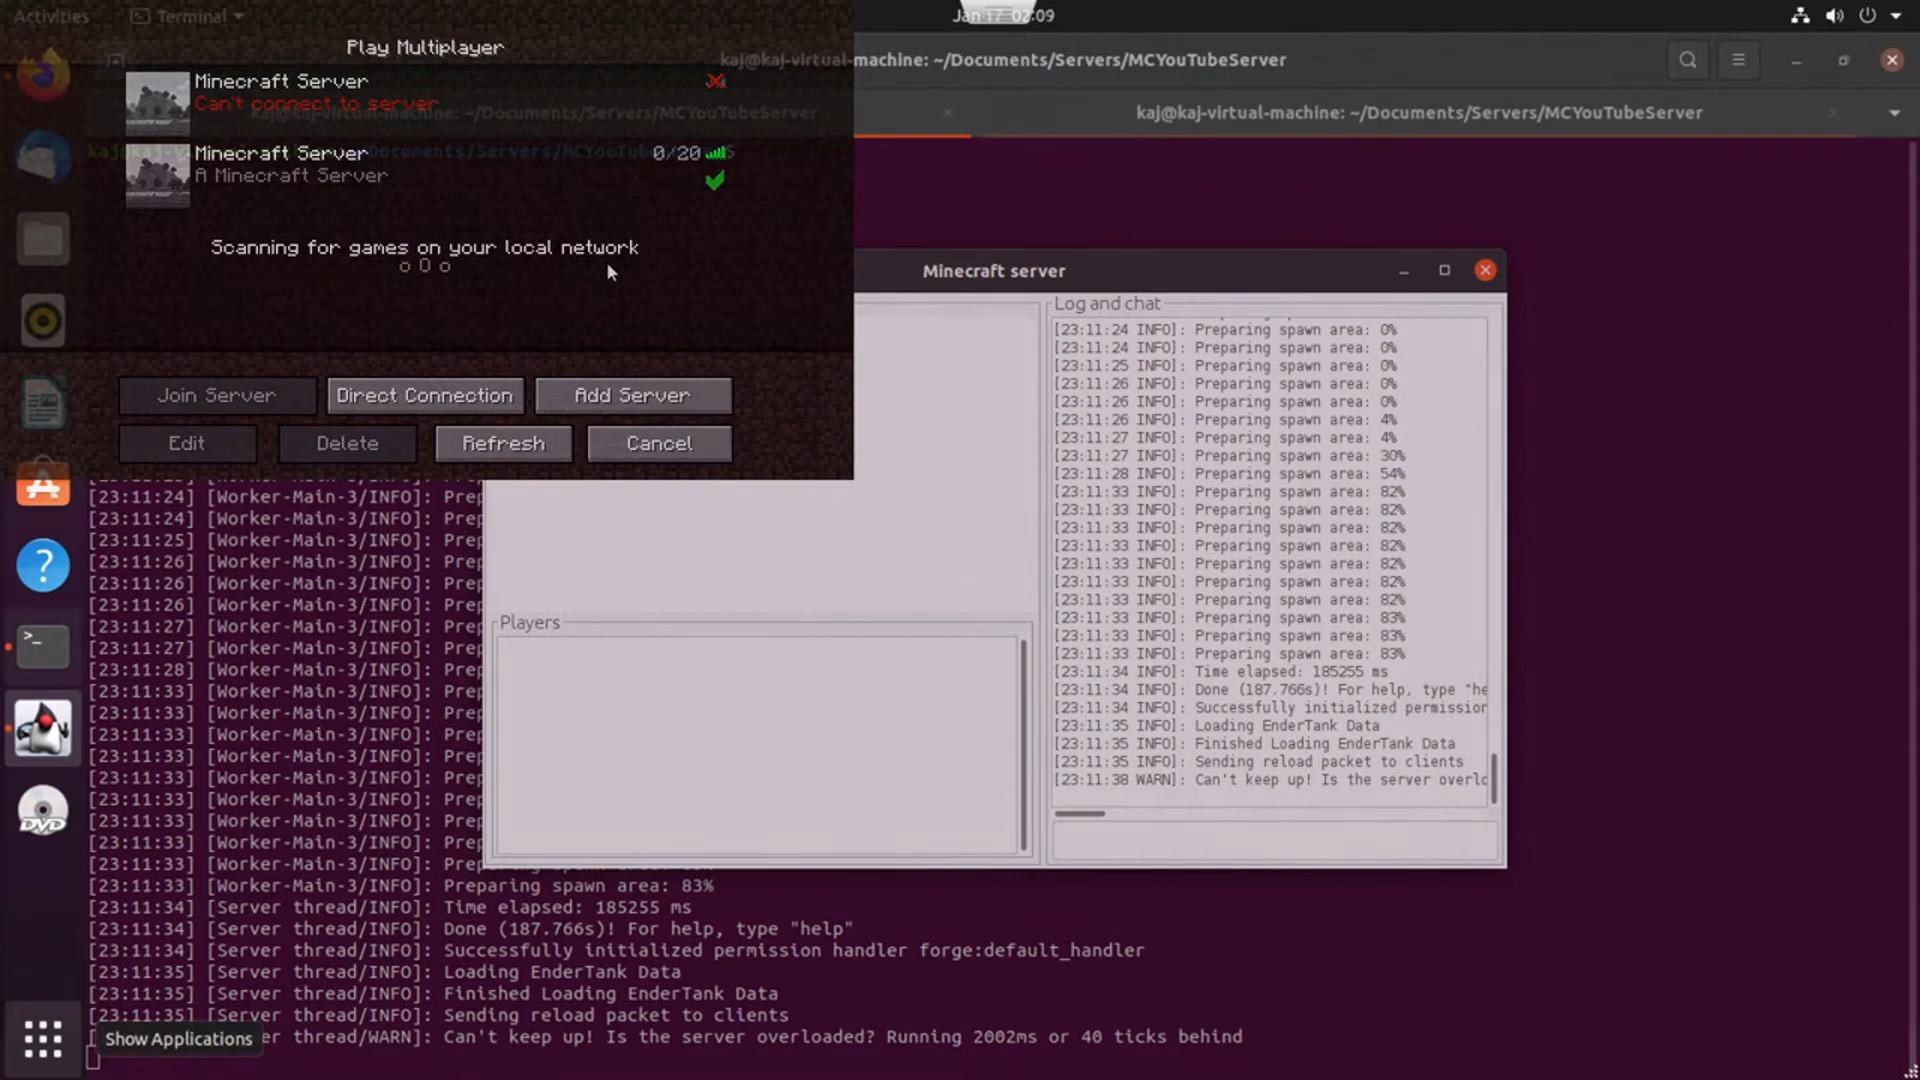 Activities
Terminal
Jan 17 02:09
kaj@kaj-virtual-machine: ~/Documents/Servers/MCYouTubeServer
kaj@kaj-virtual-machine: ~/Documents/Servers/MCYouTubeServer
kaj@kaj-virtual-machine: ~/Documents/Servers/MCYouTubeServer
Play Multiplayer
Minecraft Server
Can't connect to server
Minecraft Server
0/20
A Minecraft Server
Scanning for games on your local network
Join Server
Direct Connection
Add Server
Edit
Delete
Refresh
Cancel
Minecraft server
Log and chat
[23:11:24 INFO]: Preparing spawn area: 0%
[23:11:24 INFO]: Preparing spawn area: 0%
[23:11:25 INFO]: Preparing spawn area: 0%
[23:11:26 INFO]: Preparing spawn area: 0%
[23:11:26 INFO]: Preparing spawn area: 0%
[23:11:26 INFO]: Preparing spawn area: 4%
[23:11:27 INFO]: Preparing spawn area: 4%
[23:11:27 INFO]: Preparing spawn area: 30%
[23:11:28 INFO]: Preparing spawn area: 54%
[23:11:33 INFO]: Preparing spawn area: 82%
[23:11:33 INFO]: Preparing spawn area: 82%
[23:11:33 INFO]: Preparing spawn area: 82%
[23:11:33 INFO]: Preparing spawn area: 82%
[23:11:33 INFO]: Preparing spawn area: 82%
[23:11:33 INFO]: Preparing spawn area: 82%
[23:11:33 INFO]: Preparing spawn area: 82%
[23:11:33 INFO]: Preparing spawn area: 83%
[23:11:33 INFO]: Preparing spawn area: 83%
[23:11:33 INFO]: Preparing spawn area: 83%
[23:11:34 INFO]: Time elapsed: 185255 ms
[23:11:34 INFO]: Done (187.766s)! For help, type "he
[23:11:34 INFO]: Successfully initialized permission
[23:11:35 INFO]: Loading EnderTank Data
[23:11:35 INFO]: Finished Loading EnderTank Data
[23:11:35 INFO]: Sending reload packet to clients
[23:11:38 WARN]: Can't keep up! Is the server overlo
Players
[23:11:24] [Worker-Main-3/INFO]: Prep
[23:11:24] [Worker-Main-3/INFO]: Prep
[23:11:25] [Worker-Main-3/INFO]: Prep
[23:11:26] [Worker-Main-3/INFO]: Prep
[23:11:26] [Worker-Main-3/INFO]: Prep
[23:11:26] [Worker-Main-3/INFO]: Prep
[23:11:27] [Worker-Main-3/INFO]: Prep
[23:11:27] [Worker-Main-3/INFO]: Prep
[23:11:28] [Worker-Main-3/INFO]: Prep
[23:11:33] [Worker-Main-3/INFO]: Prep
[23:11:33] [Worker-Main-3/INFO]: Prep
[23:11:33] [Worker-Main-3/INFO]: Prep
[23:11:33] [Worker-Main-3/INFO]: Prep
[23:11:33] [Worker-Main-3/INFO]: Prep
[23:11:33] [Worker-Main-3/INFO]: Prep
[23:11:33] [Worker-Main-3/INFO]: Prep
[23:11:33] [Worker-Main-3/INFO]: Prep
[23:11:33] [Worker-Main-3/INFO]: Preparing spawn area: 83%
[23:11:33] [Worker-Main-3/INFO]: Preparing spawn area: 83%
[23:11:34] [Server thread/INFO]: Time elapsed: 185255 ms
[23:11:34] [Server thread/INFO]: Done (187.766s)! For help, type "help"
[23:11:34] [Server thread/INFO]: Successfully initialized permission handler forge:default_handler
[23:11:35] [Server thread/INFO]: Loading EnderTank Data
[23:11:35] [Server thread/INFO]: Finished Loading EnderTank Data
[23:11:35] [Server thread/INFO]: Sending reload packet to clients
er thread/WARN]: Can't keep up! Is the server overloaded? Running 2002ms or 40 ticks behind
Show Applications
DVD